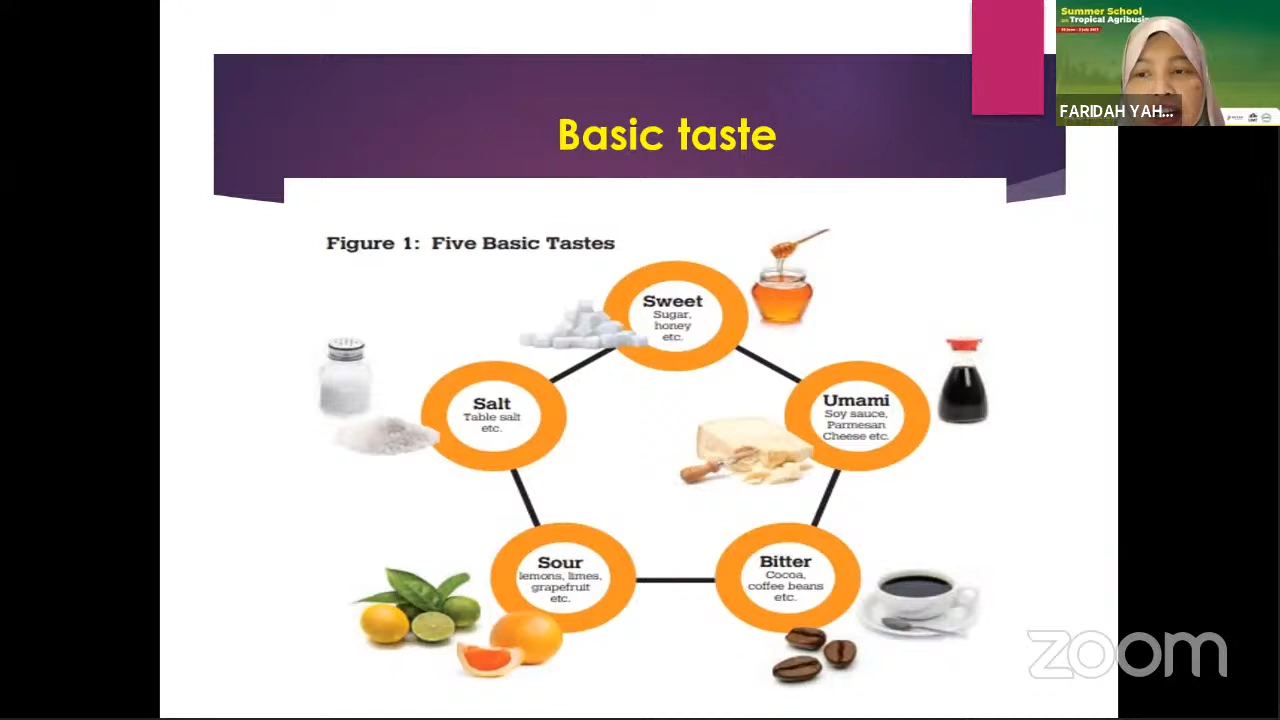 Summer School
on Tropical Agribusin
FARIDAH YAH...
Basic taste
Figure 1: Five Basic Tastes
Sweet
Sugar,
honey
etc.
Salt
Table salt
etc.
Umami
Soy sauce,
Parmesan
Cheese etc.
Sour
lemons, limes,
grapefruit
etc.
Bitter
Cocoa,
coffee beans
etc.
zoom